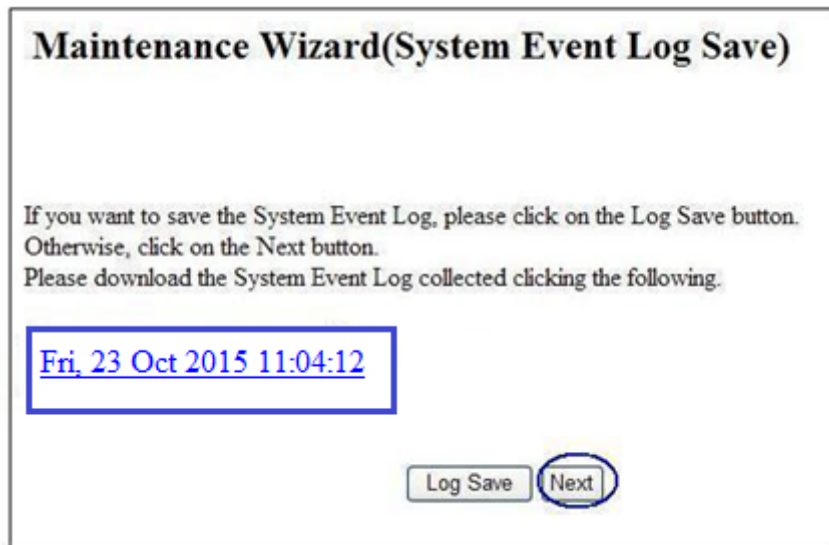 Maintenance Wizard(System Event Log Save)
If you want to save the System Event Log, please click on the Log Save button.
Otherwise, click on the Next button.
Please download the System Event Log collected clicking the following.
Fri, 23 Oct 2015 11:04:12
Log Save Next